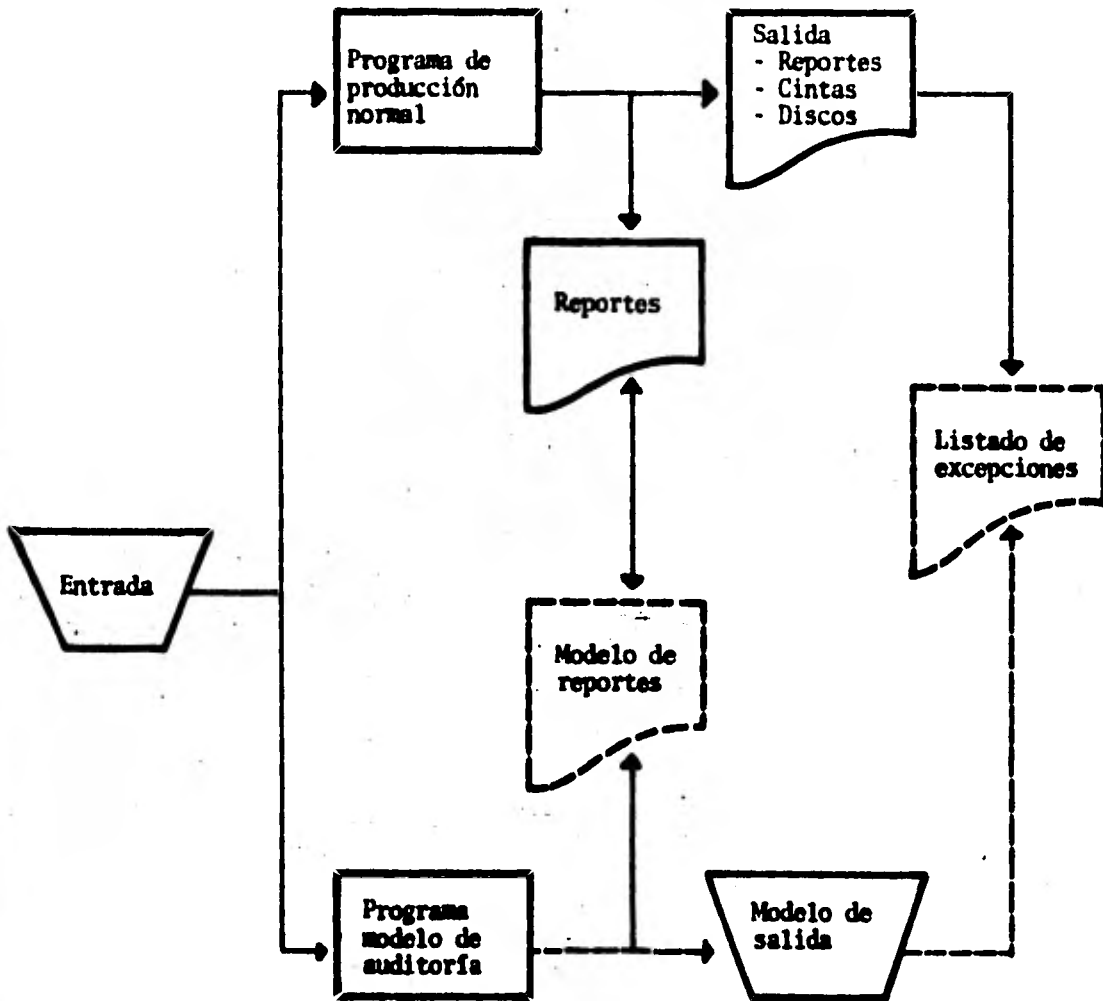 Programa de
producción
normal
Salida
- Reportes
- Cintas
- Discos
Reportes
Listado de
excepciones
Entrada
Modelo de
reportes
Programa
modelo de
auditoría
Modelo de
salida